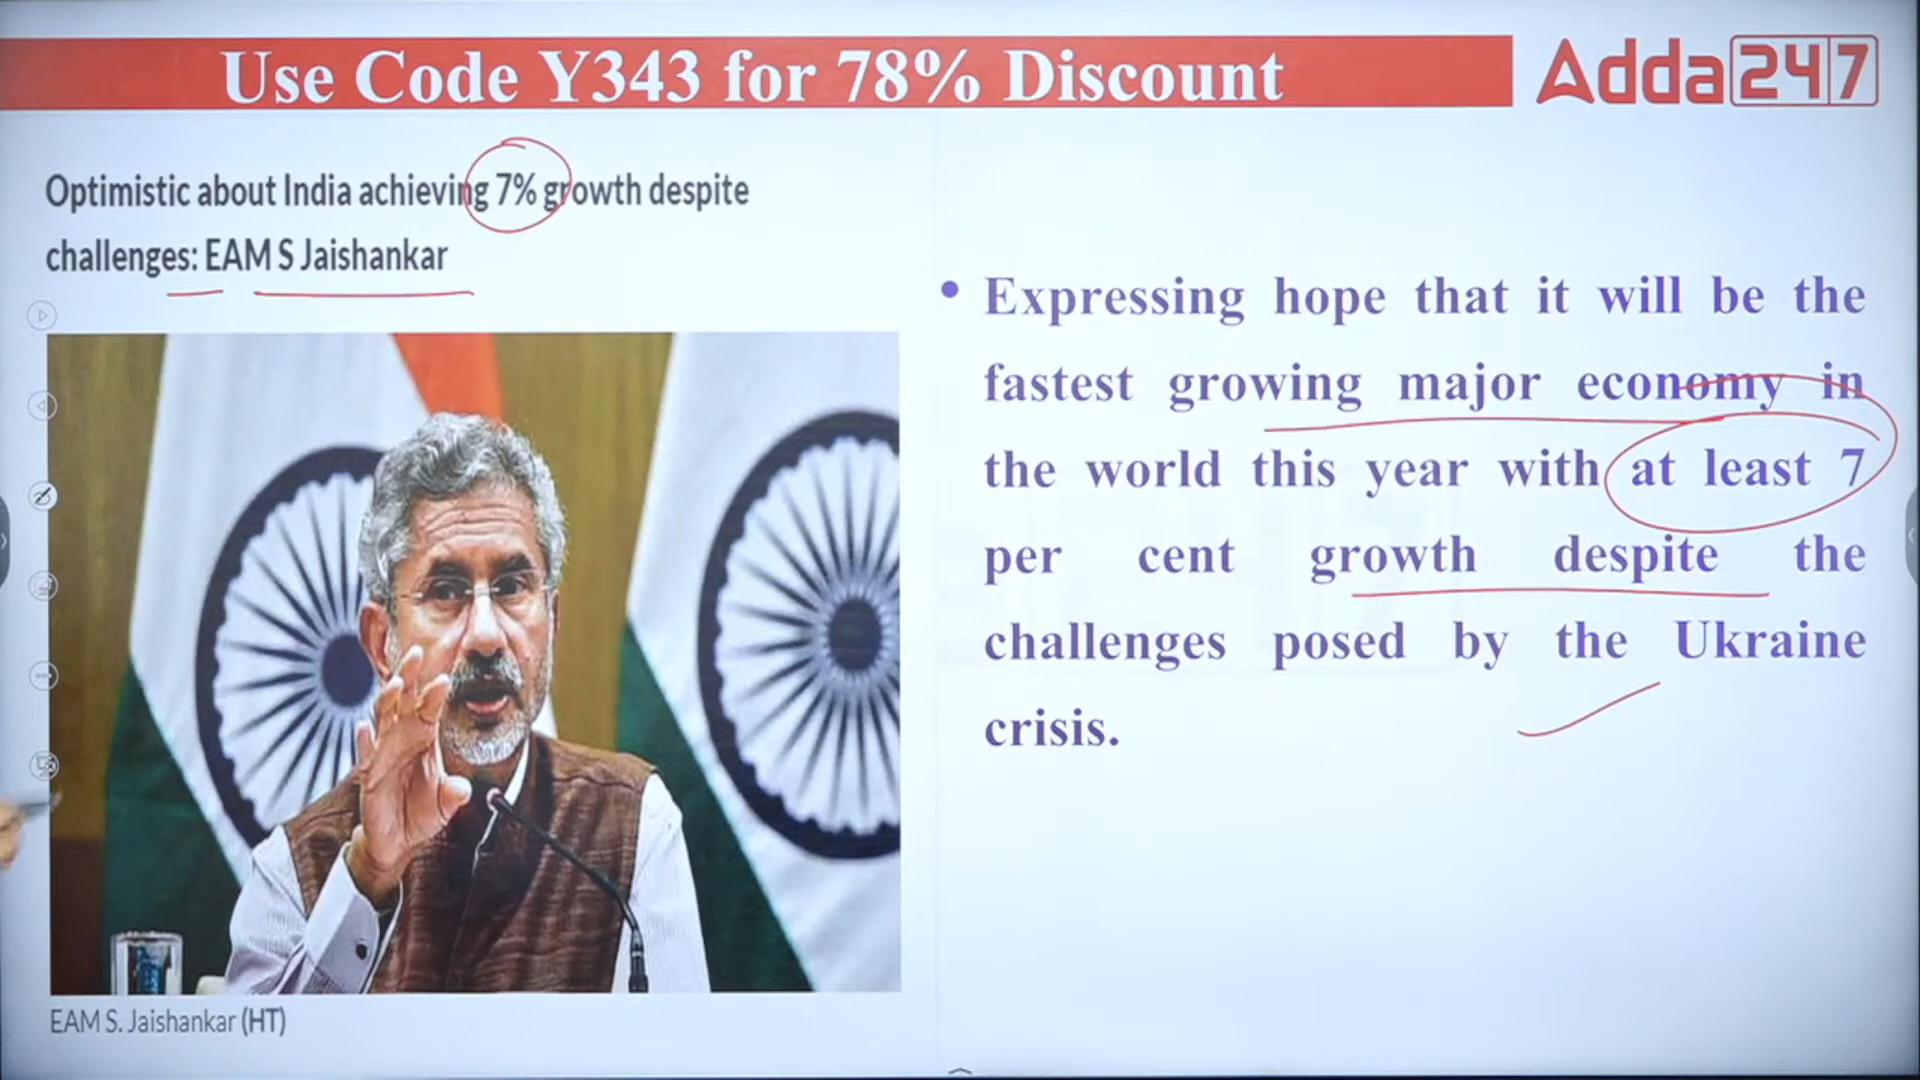 Use Code Y343 for 78% Discount
Adda247
Optimistic about India achieving 7% growth despite
challenges: EAM S Jaishankar
• Expressing hope that it will be the
fastest growing major economy in
the world this year with at least 7
per cent growth despite the
challenges posed by the Ukraine
crisis.
EAM S. Jaishankar (HT)